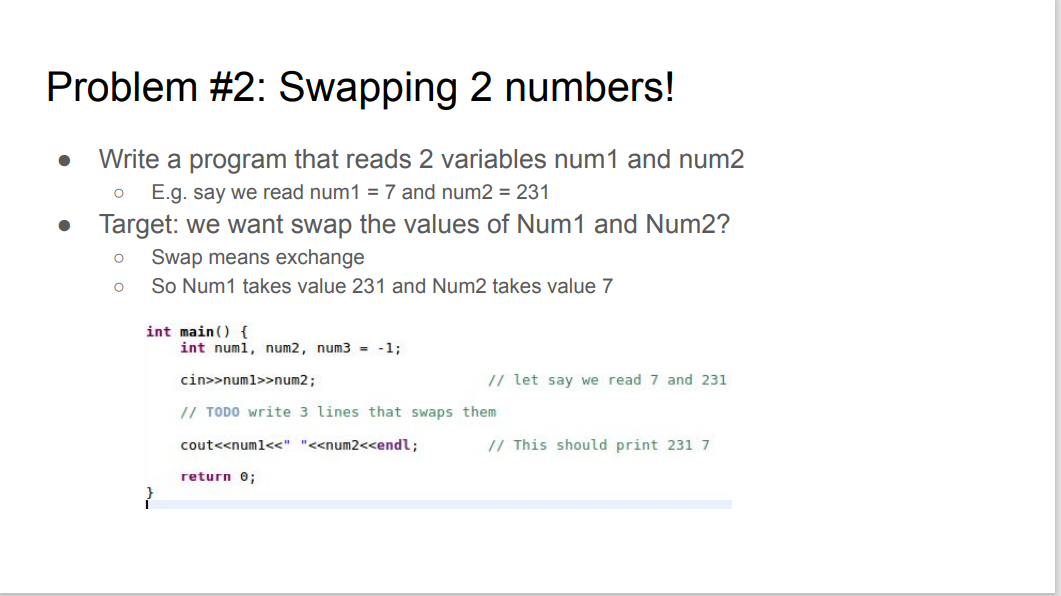 Problem #2: Swapping 2 numbers!
● Write a program that reads 2 variables num1 and num2
○ E.g. say we read num1 = 7 and num2 = 231
● Target: we want swap the values of Num1 and Num2?
○ Swap means exchange
○ So Num1 takes value 231 and Num2 takes value 7
int main() {
int num1, num2, num3 = -1;
cin>>num1>>num2; // let say we read 7 and 231
// TODO write 3 lines that swaps them
cout<<num1<<" "<<num2<<endl; // This should print 231 7
return 0;
}